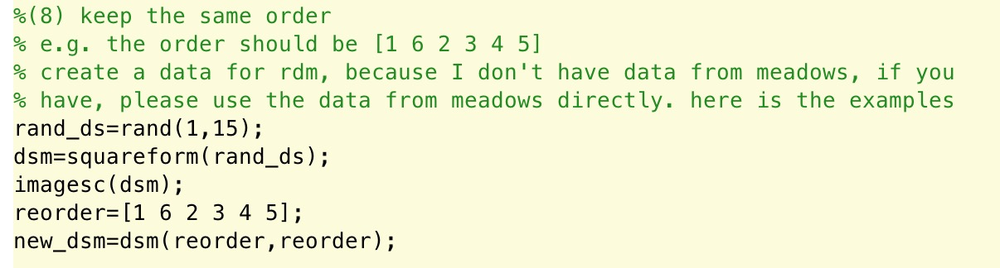 %(8) keep the same order
% e.g. the order should be [1 6 2 3 4 5]
% create a data for rdm, because I don't have data from meadows, if you
% have, please use the data from meadows directly. here is the examples
rand_ds=rand(1,15);
dsm=squareform(rand_ds);
imagesc(dsm);
reorder=[1 6 2 3 4 5];
new_dsm=dsm(reorder,reorder);